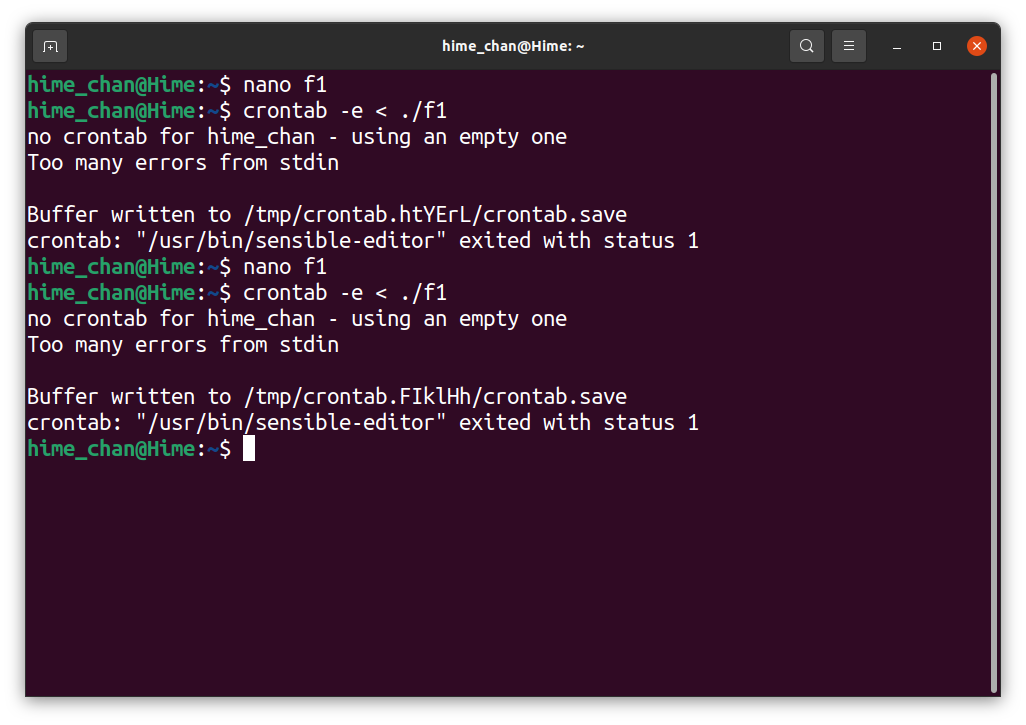 hime_chan@Hime: ~
hime_chan@Hime:~$ nano f1
hime_chan@Hime:~$ crontab -e < ./f1
no crontab for hime_chan - using an empty one
Too many errors from stdin
Buffer written to /tmp/crontab.htYErL/crontab.save
crontab: "/usr/bin/sensible-editor" exited with status 1
hime_chan@Hime:~$ nano f1
hime_chan@Hime:~$ crontab -e < ./f1
no crontab for hime_chan - using an empty one
Too many errors from stdin
Buffer written to /tmp/crontab.FIklHh/crontab.save
crontab: "/usr/bin/sensible-editor" exited with status 1
hime_chan@Hime:~$